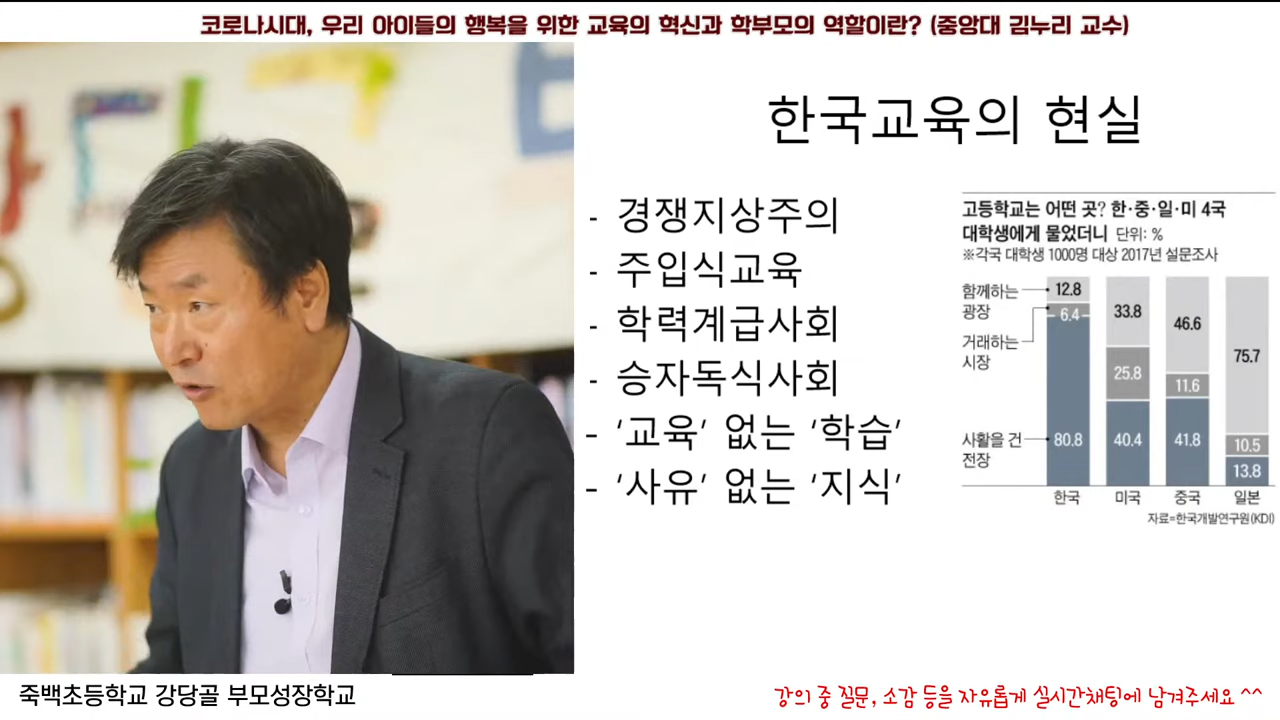 코로나시대, 우리 아이들의 행복을 위한 교육의 혁신과 학부모의 역할이란? (중앙대 김누리 교수)
한국교육의 현실
- 경쟁지상주의
- 주입식교육
- 학력계급사회
- 승자독식사회
- '교육' 없는 '학습'
- '사유' 없는 '지식'
고등학교는 어떤 곳? 한·중·일·미 4국
대학생에게 물었더니 단위: %
※각국 대학생 1000명 대상 2017년 설문조사
함께하는
광장
거래하는
시장
사활을 건
전장
12.8
6.4
80.8
33.8
25.8
40.4
46.6
11.6
41.8
75.7
10.5
13.8
한국 미국 중국 일본
자료=한국개발연구원(KDI)
죽백초등학교 강당골 부모성장학교
강의 중 질문, 소감 등을 자유롭게 실시간채팅에 남겨주세요 ^^